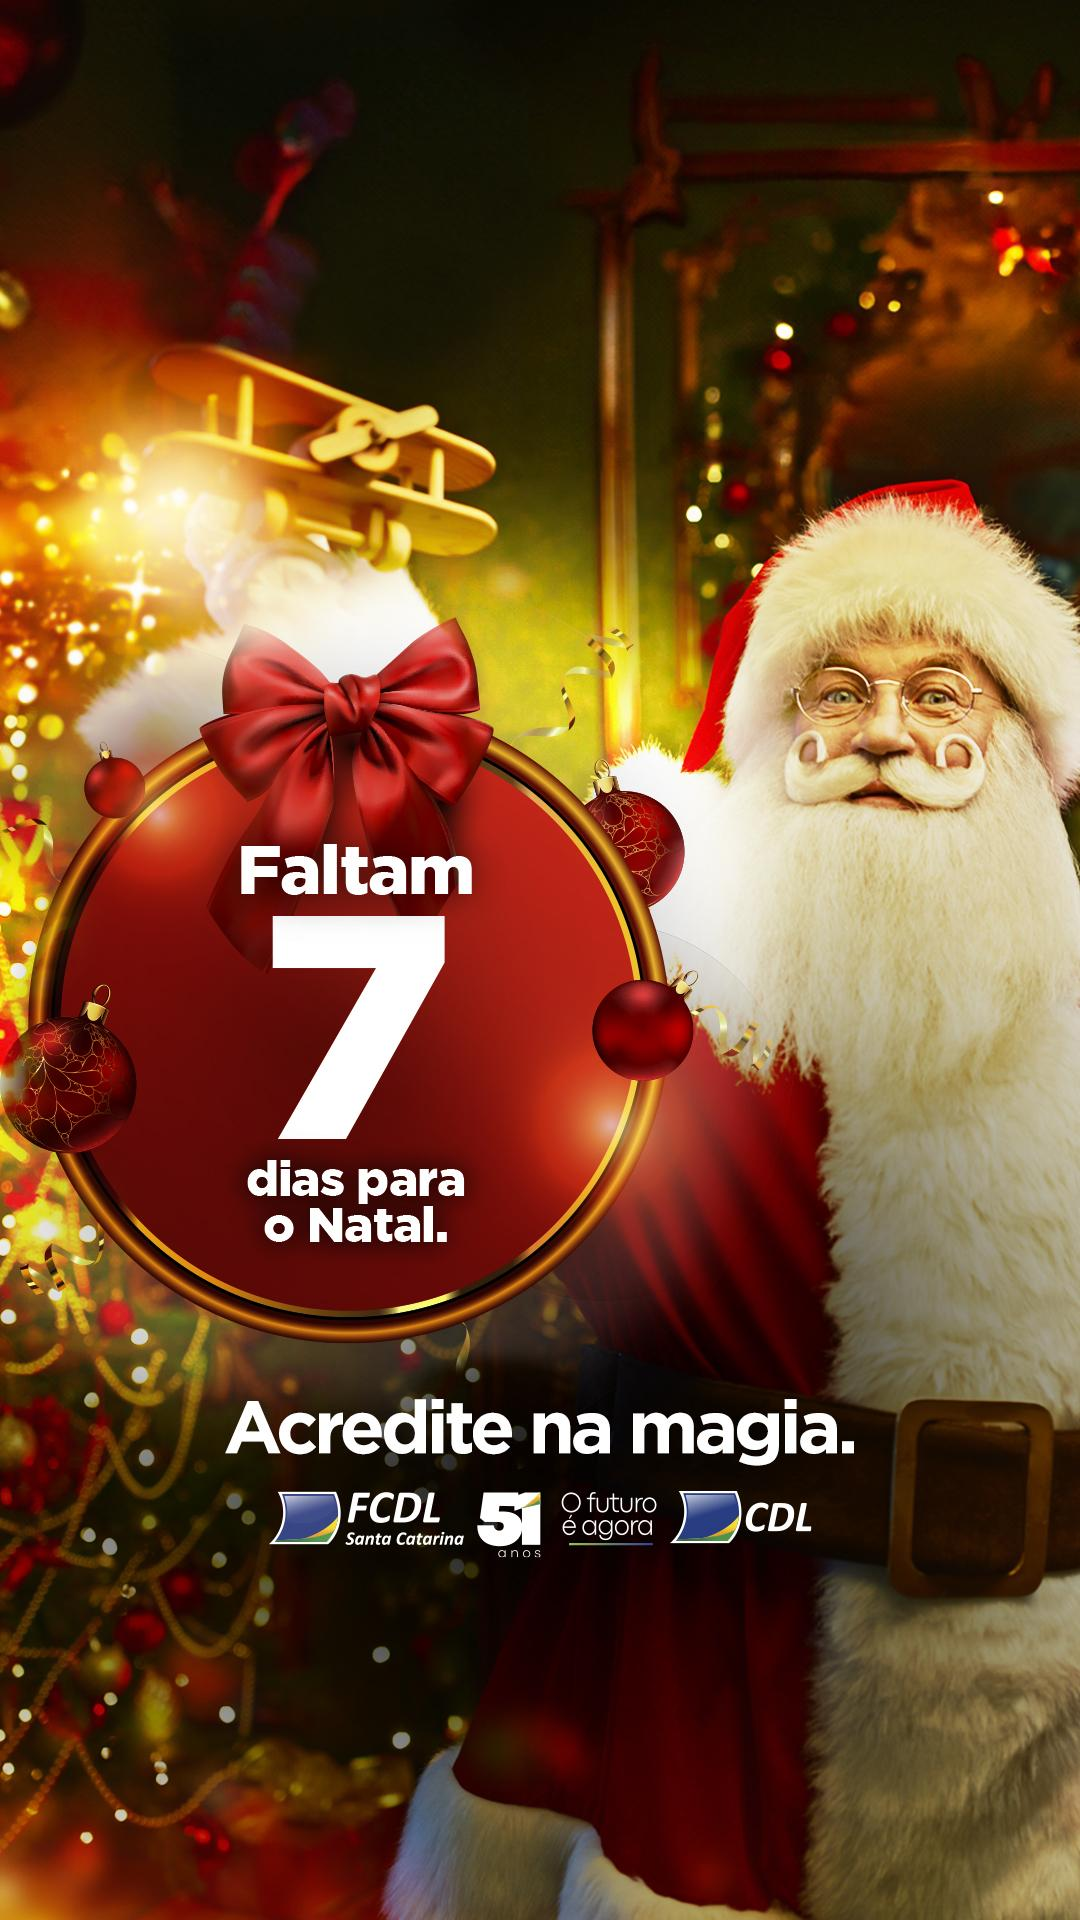 Faltam
7
dias para
o Natal.
Acredite na magia.
FCDL
Santa Catarina
51
anos
O futuro
é agora
CDL